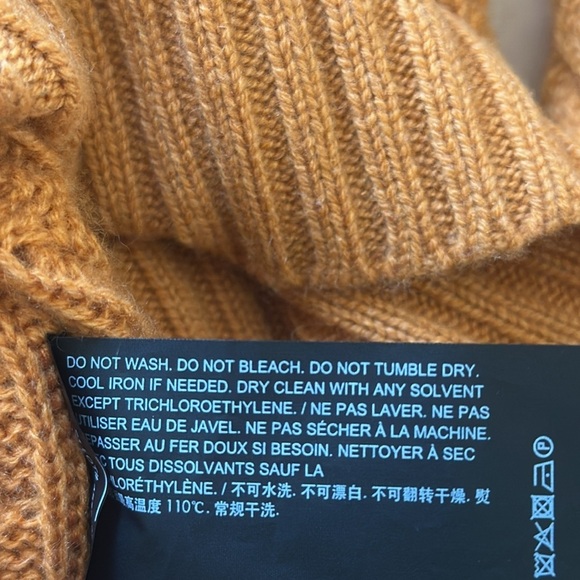 DO NOT WASH. DO NOT BLEACH. DO NOT TUMBLE DRY.
COOL IRON IF NEEDED. DRY CLEAN WITH ANY SOLVENT
EXCEPT TRICHLOROETHYLENE. / NE PAS LAVER. NE PAS
UTILISER EAU DE JAVEL. NE PAS SÉCHER À LA MACHINE.
EPASSER AU FER DOUX SI BESOIN. NETTOYER À SEC
TOUS DISSOLVANTS SAUF LA
LORÉTHYLÈNE. / 不可水洗. 不可漂白. 不可翻转干燥. 熨
高温度 110℃. 常规干洗.
P